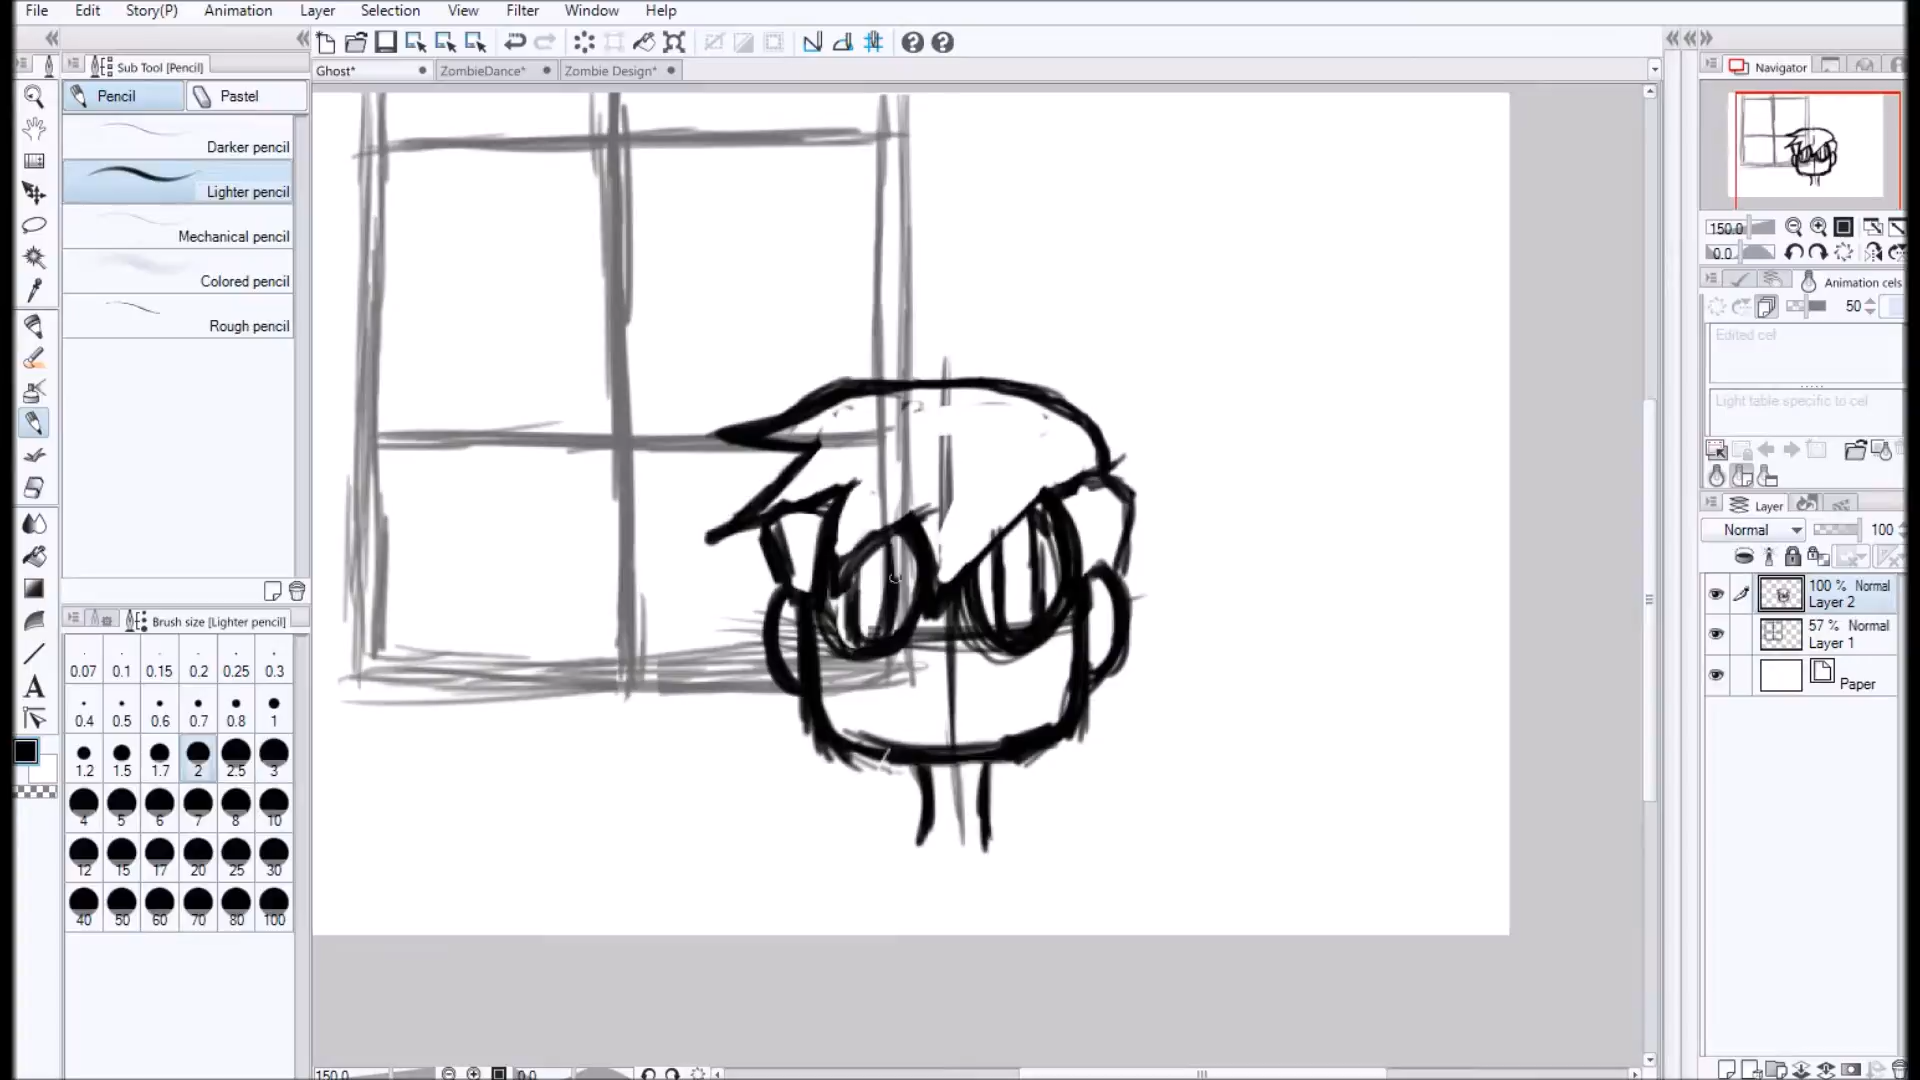 File Edit Story(P) Animation Layer Selection View Filter Window Help
Sub Tool [Pencil]
Ghost* ZombieDance* Zombie Design*
Navigator
Pencil Pastel
Darker pencil
Lighter pencil
Mechanical pencil
Colored pencil
Rough pencil
150.0
0.0
Animation cels
50
Edited cel
Light table specific to cel
Layer
Normal 100
100 % Normal
Layer 2
57 % Normal
Layer 1
Paper
Brush size [Lighter pencil]
0.07 0.1 0.15 0.2 0.25 0.3
0.4 0.5 0.6 0.7 0.8 1
1.2 1.5 1.7 2 2.5 3
4 5 6 7 8 10
12 15 17 20 25 30
40 50 60 70 80 100
A
150.0 0.0